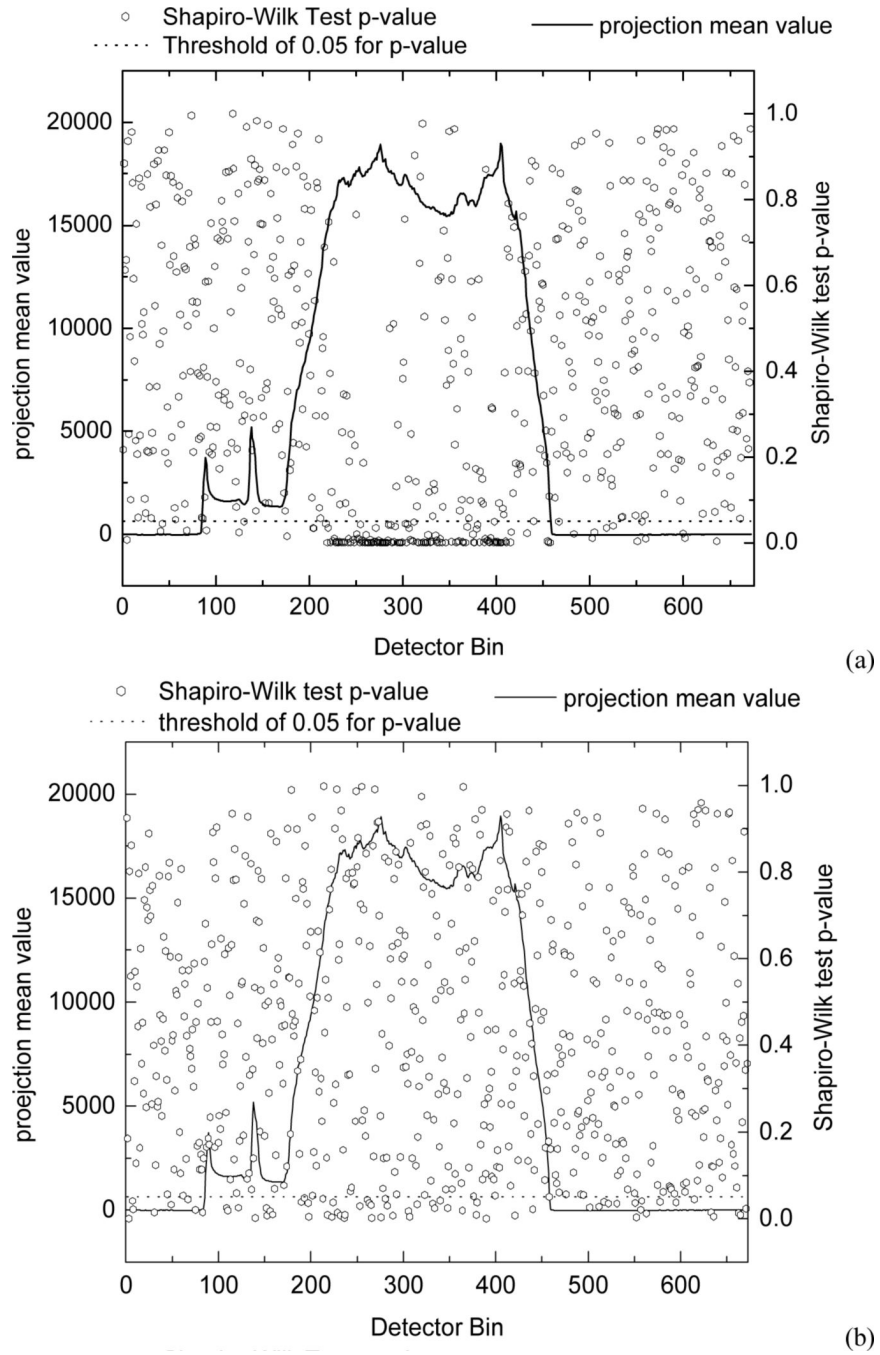 Shapiro-Wilk Test p-value
projection mean value
Threshold of 0.05 for p-value
20000
15000
10000
5000
0
projection mean value
1.0
0.8
0.6
0.4
0.2
0.0
Shapiro-Wilk test p-value
0 100 200 300 400 500 600
Detector Bin
(a)
Shapiro-Wilk test p-value
projection mean value
threshold of 0.05 for p-value
20000
15000
10000
5000
0
proejction mean value
1.0
0.8
0.6
0.4
0.2
0.0
Shapiro-Wilk test p-value
0 100 200 300 400 500 600
Detector Bin
(b)